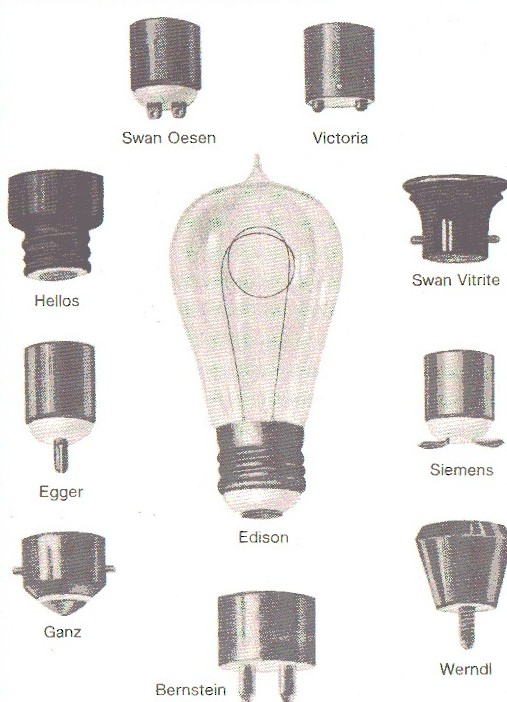 Swan Oesen
Victoria
Hellos
Swan Vitrite
Egger
Siemens
Edison
Ganz
Werndl
Bernstein